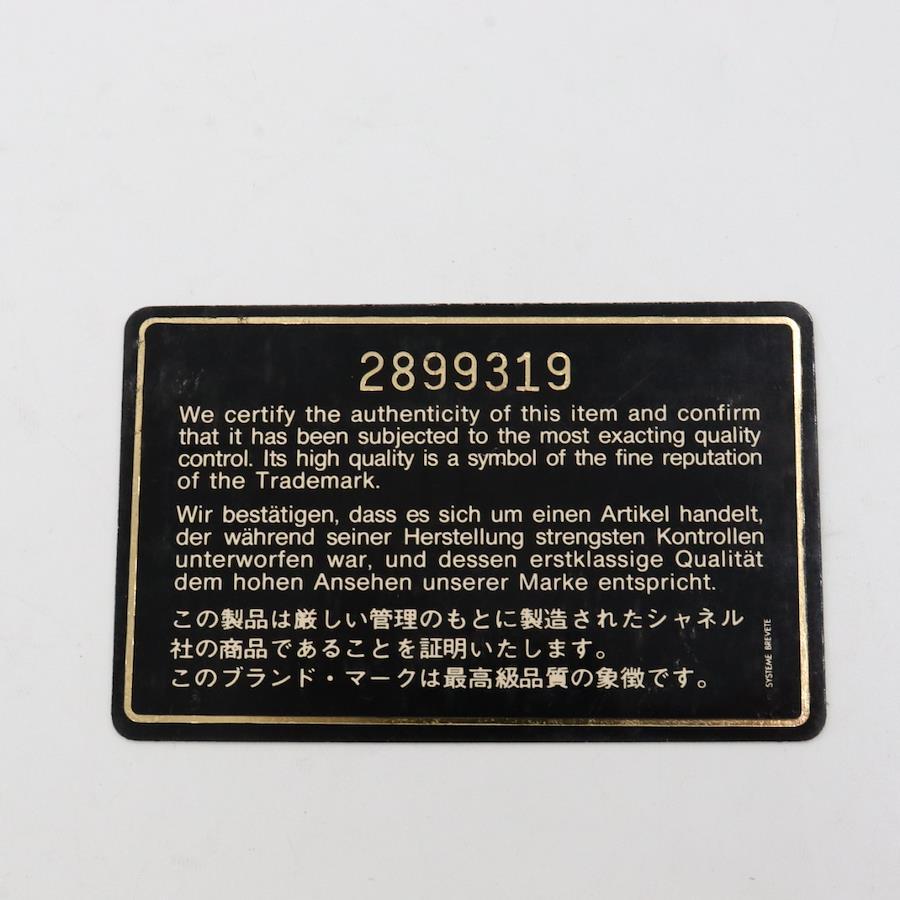 2899319
We certify the authenticity of this item and confirm
that it has been subjected to the most exacting quality
control. Its high quality is a symbol of the fine reputation
of the Trademark.
Wir bestätigen, dass es sich um einen Artikel handelt,
der während seiner Herstellung strengsten Kontrollen
unterworfen war, und dessen erstklassige Qualität
dem hohen Ansehen unserer Marke entspricht.
この製品は厳しい管理のもとに製造されたシャネル
社の商品であることを証明いたします。
このブランド・マークは最高級品質の象徴です。
SYSTEME BREVETE